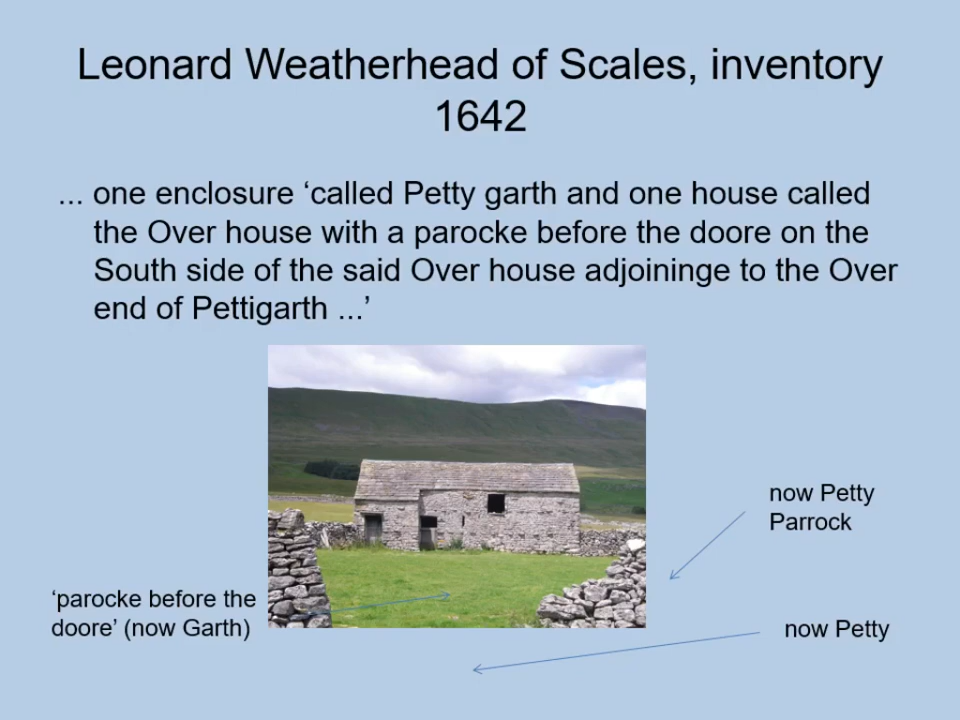 Leonard Weatherhead of Scales, inventory
1642
... one enclosure ‘called Petty garth and one house called
the Over house with a parocke before the doore on the
South side of the said Over house adjoininge to the Over
end of Pettigarth ...’
now Petty
Parrock
‘parocke before the
doore’ (now Garth)
now Petty